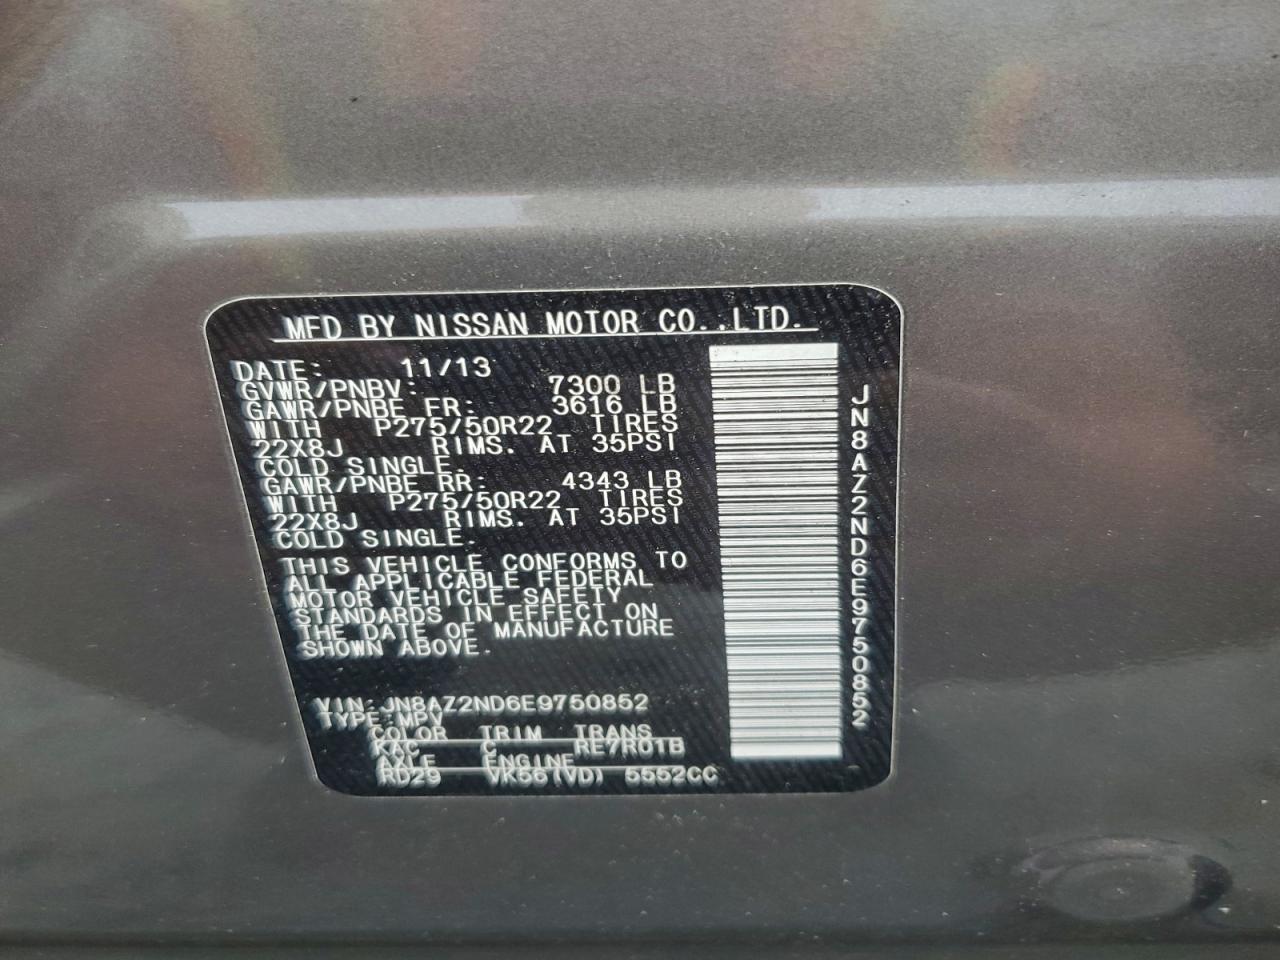 MFD BY NISSAN MOTOR CO.,LTD.
DATE: 11/13
GVWR/PNBV: 7300 LB
GAWR/PNBE FR: 3616 LB
WITH P275/50R22 TIRES
22X8J RIMS. AT 35PSI
COLD SINGLE.
GAWR/PNBE RR: 4343 LB
WITH P275/50R22 TIRES
22X8J RIMS. AT 35PSI
COLD SINGLE.
THIS VEHICLE CONFORMS TO
ALL APPLICABLE FEDERAL
MOTOR VEHICLE SAFETY
STANDARDS IN EFFECT ON
THE DATE OF MANUFACTURE
SHOWN ABOVE.
VIN: JN8AZ2ND6E9750852
TYPE:MPV
COLOR TRIM TRANS
KAC C RE7R01B
AXLE ENGINE
RD29 VK56(VD) 5552CC
JN8AZ2ND6E9750852